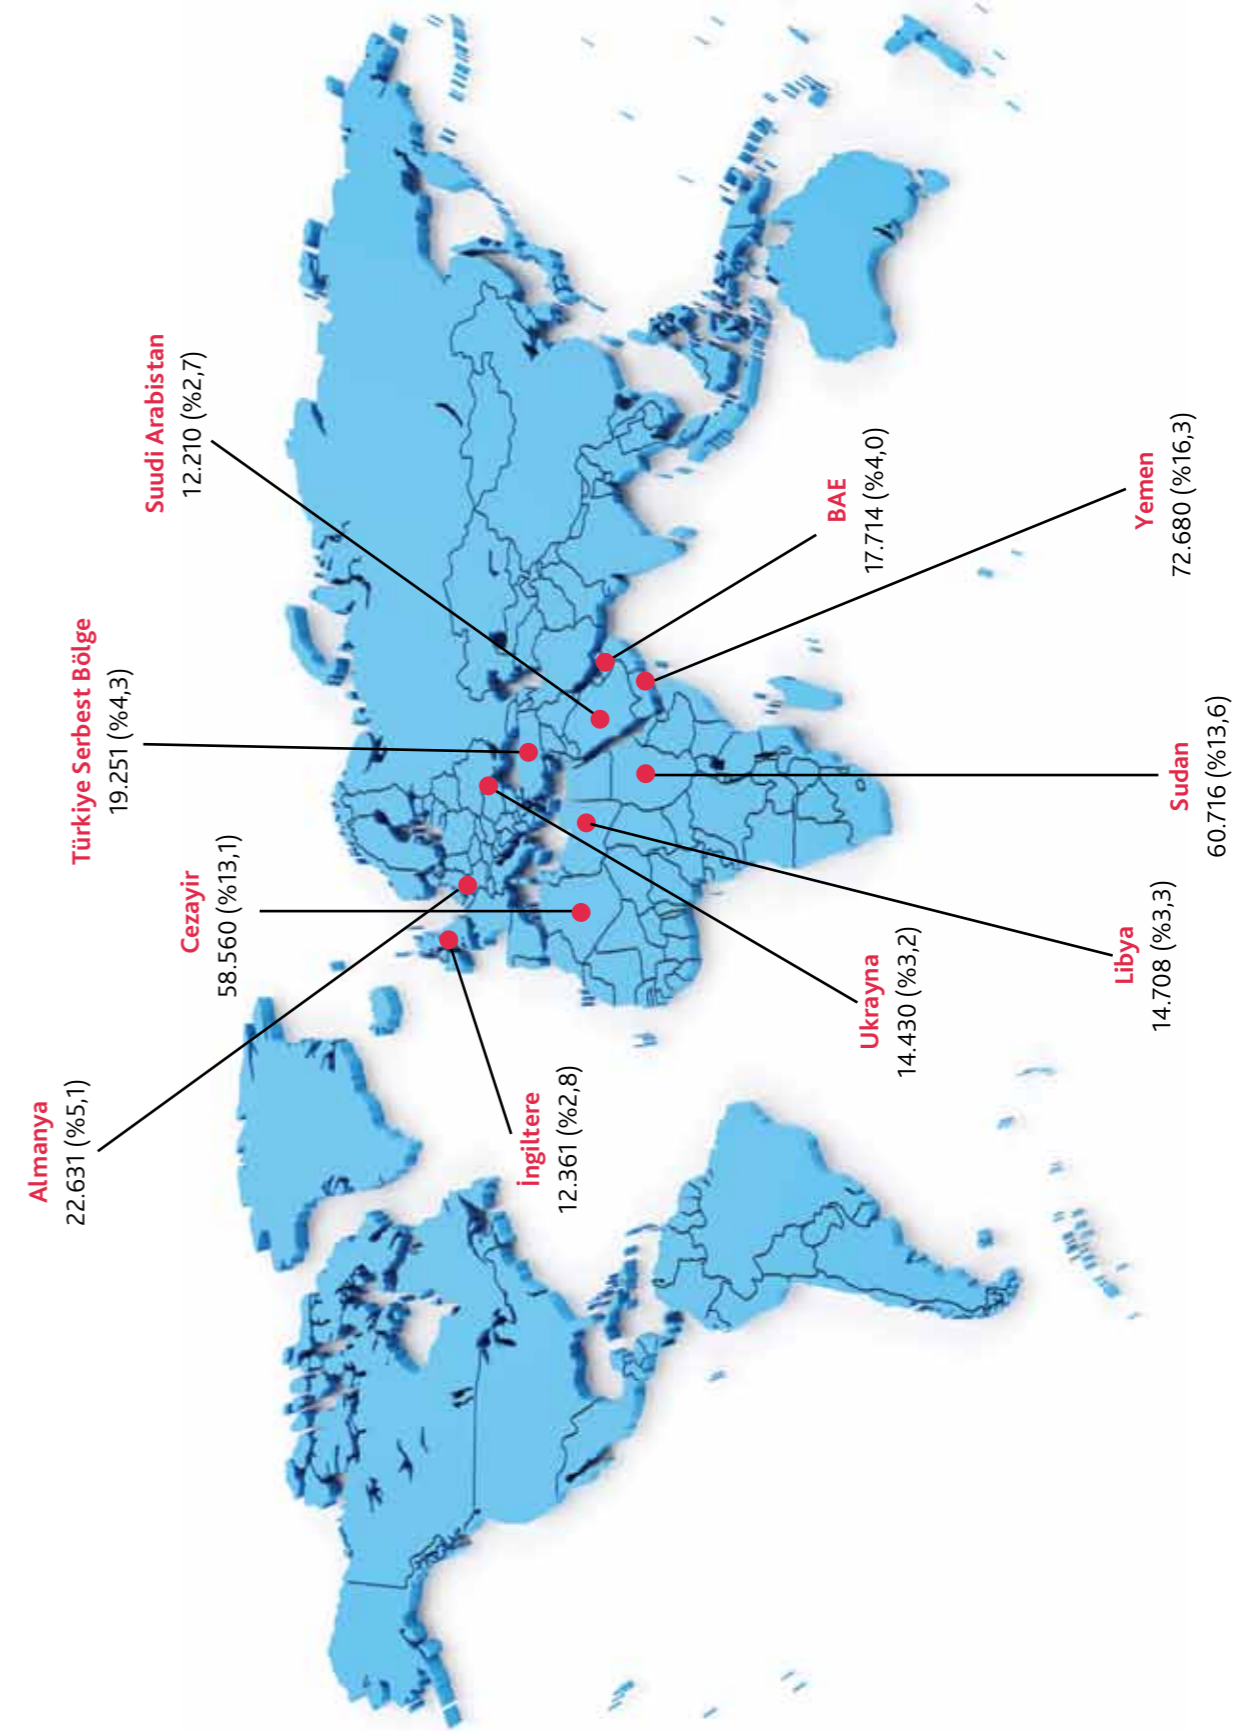 Almanya
22.631 (%5,1)
Türkiye Serbest Bölge
19.251 (%4,3)
Suudi Arabistan
12.210 (%2,7)
Cezayir
58.560 (%13,1)
İngiltere
12.361 (%2,8)
BAE
17.714 (%4,0)
Ukrayna
14.430 (%3,2)
Yemen
72.680 (%16,3)
Libya
14.708 (%3,3)
Sudan
60.716 (%13,6)